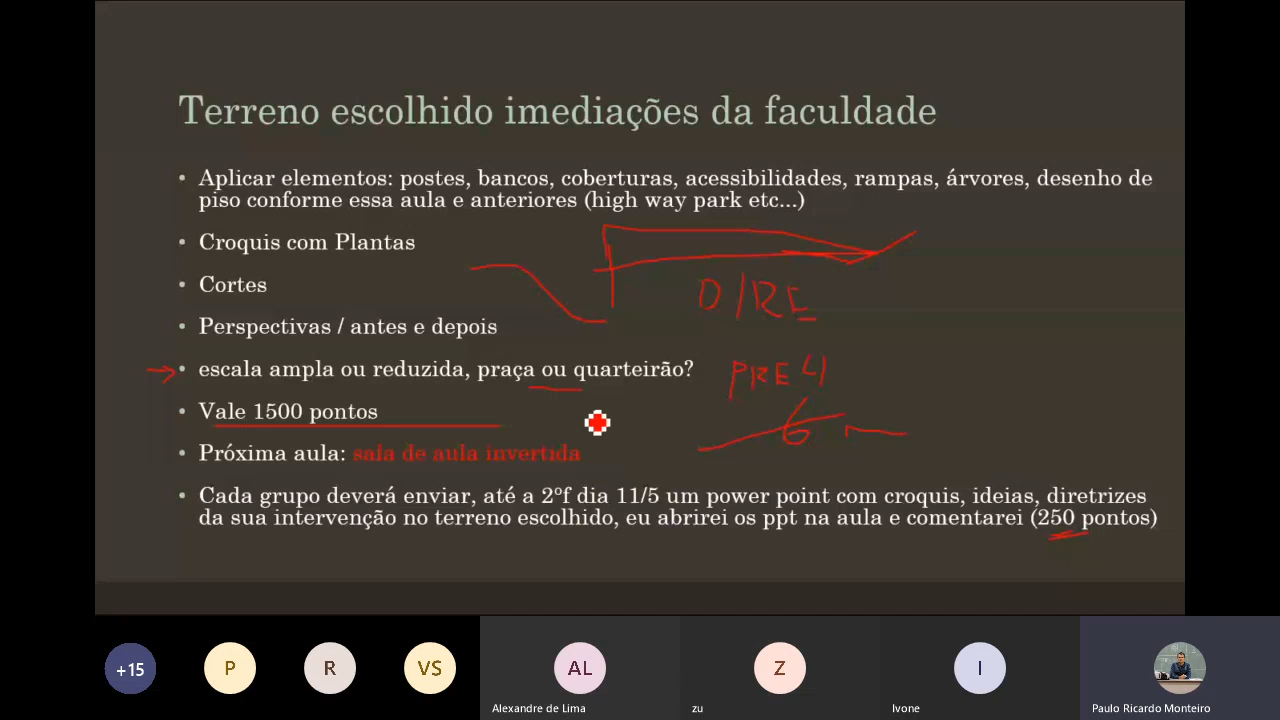 Terreno escolhido imediações da faculdade
• Aplicar elementos: postes, bancos, coberturas, acessibilidades, rampas, árvores, desenho de
piso conforme essa aula e anteriores (high way park etc...)
• Croquis com Plantas
• Cortes
D/RE
• Perspectivas / antes e depois
• escala ampla ou reduzida, praça ou quarteirão?
PRE4
• Vale 1500 pontos
6
• Próxima aula: sala de aula invertida
• Cada grupo deverá enviar, até a 2ºf dia 11/5 um power point com croquis, ideias, diretrizes
da sua intervenção no terreno escolhido, eu abrirei os ppt na aula e comentarei (250 pontos)
+15
P
R
VS
AL
Z
I
Alexandre de Lima
zu
Ivone
Paulo Ricardo Monteiro